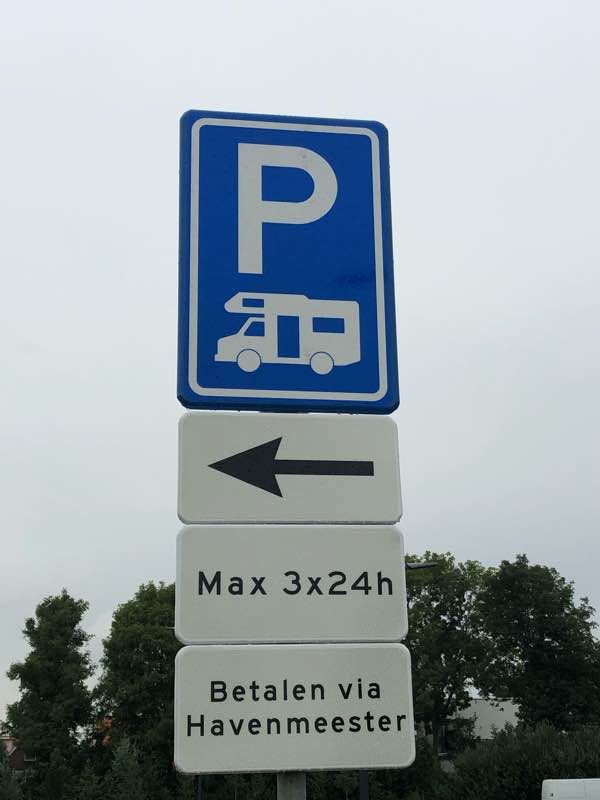 P
Max 3x24h
Betalen via
Havenmeester